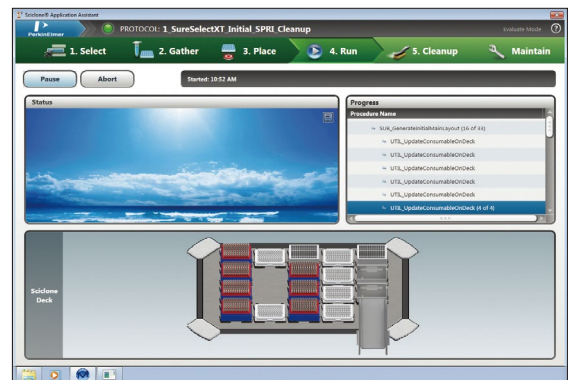 Sciclone® Application Assistant
PerkinElmer
PROTOCOL: 1_SureSelectXT_Initial_SPRI_Cleanup
Evaluate Mode
1. Select
2. Gather
3. Place
4. Run
5. Cleanup
Maintain
Pause
Abort
Started: 10:52 AM
Status
Progress
Procedure Name
SUB_GenerateInitialMainLayout (16 of 33)
UTIL_UpdateConsumableOnDeck
UTIL_UpdateConsumableOnDeck
UTIL_UpdateConsumableOnDeck
UTIL_UpdateConsumableOnDeck
UTIL_UpdateConsumableOnDeck
UTIL_UpdateConsumableOnDeck (4 of 4)
Sciclone
Deck